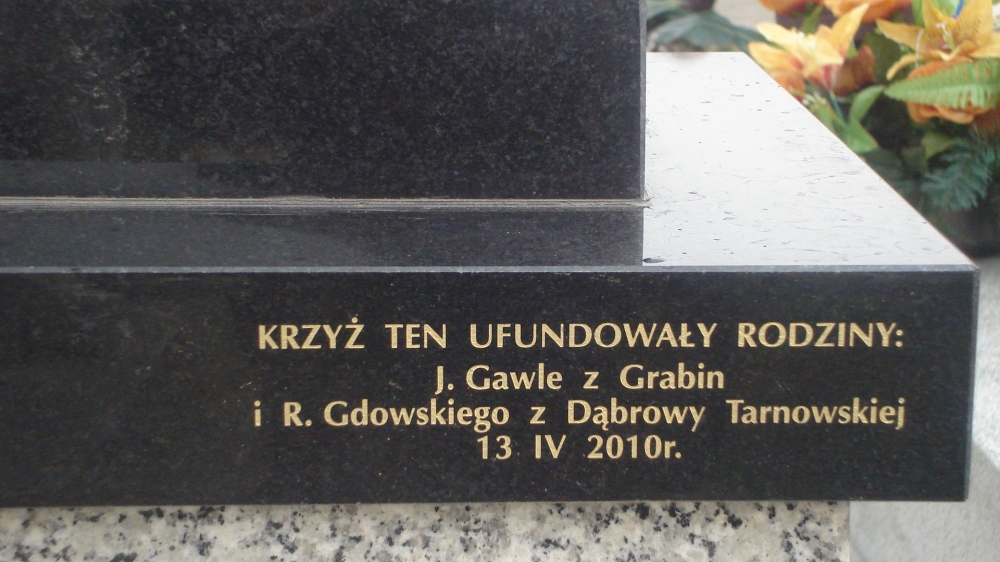 KRZYŻ TEN UFUNDOWAŁY RODZINY:
J. Gawle z Grabin
i R. Gdowskiego z Dąbrowy Tarnowskiej
13 IV 2010r.